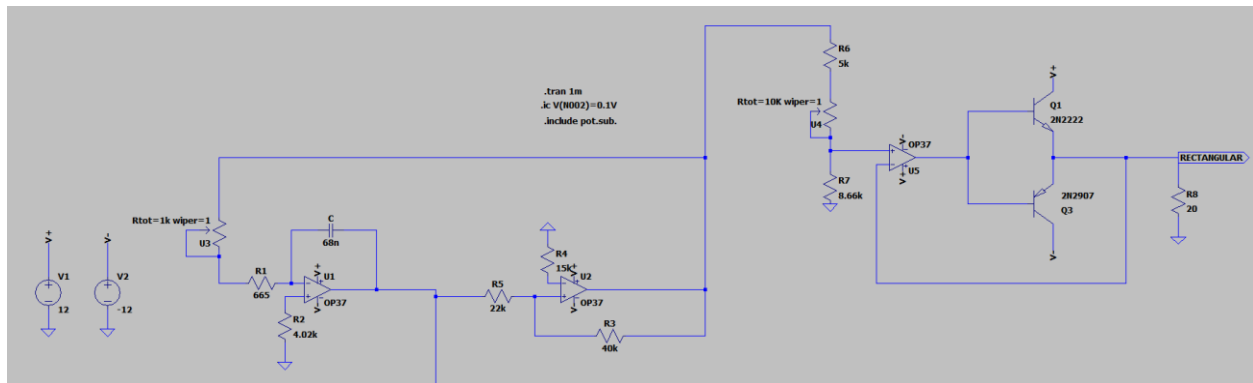 .tran 1m
.ic V(N002)=0.1V
.include pot.sub.
R6
5k
Rtot=10K wiper=1
U4
R7
8.66k
V-
OP37
U5
V+
V+
Q1
2N2222
2N2907
Q3
V-
RECTANGULAR
R8
20
Rtot=1k wiper=1
U3
V+
V1
12
V-
V2
-12
R1
665
C
68n
V+
U1
OP37
V-
R2
4.02k
R5
22k
R4
15k
V+
U2
OP37
V-
R3
40k